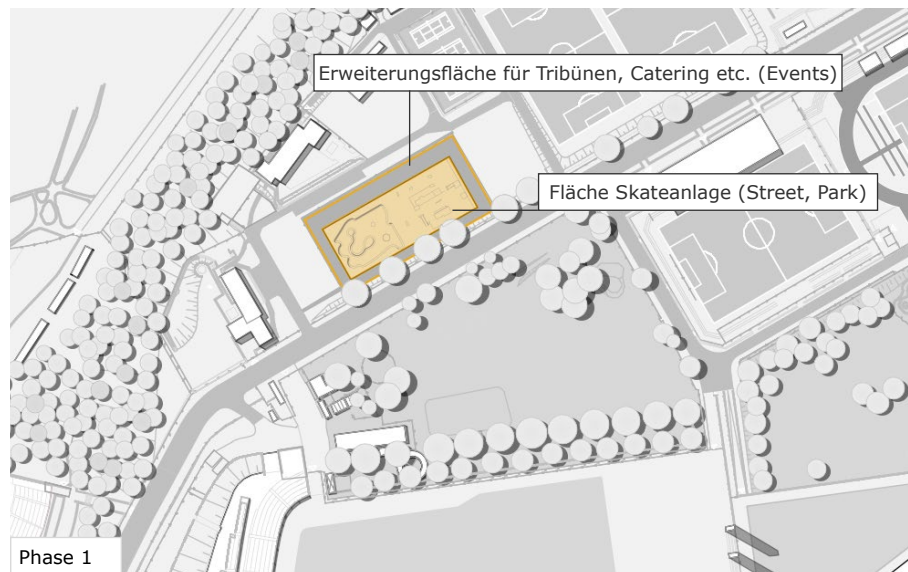 Erweiterungsfläche für Tribünen, Catering etc. (Events)
Fläche Skateanlage (Street, Park)
Phase 1